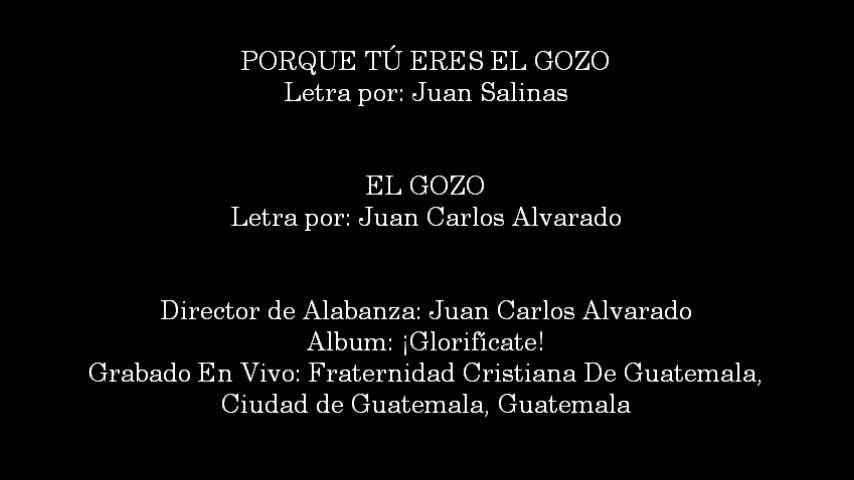 PORQUE TÚ ERES EL GOZO
Letra por: Juan Salinas
EL GOZO
Letra por: Juan Carlos Alvarado
Director de Alabanza: Juan Carlos Alvarado
Album: ¡Glorifícate!
Grabado En Vivo: Fraternidad Cristiana De Guatemala,
Ciudad de Guatemala, Guatemala